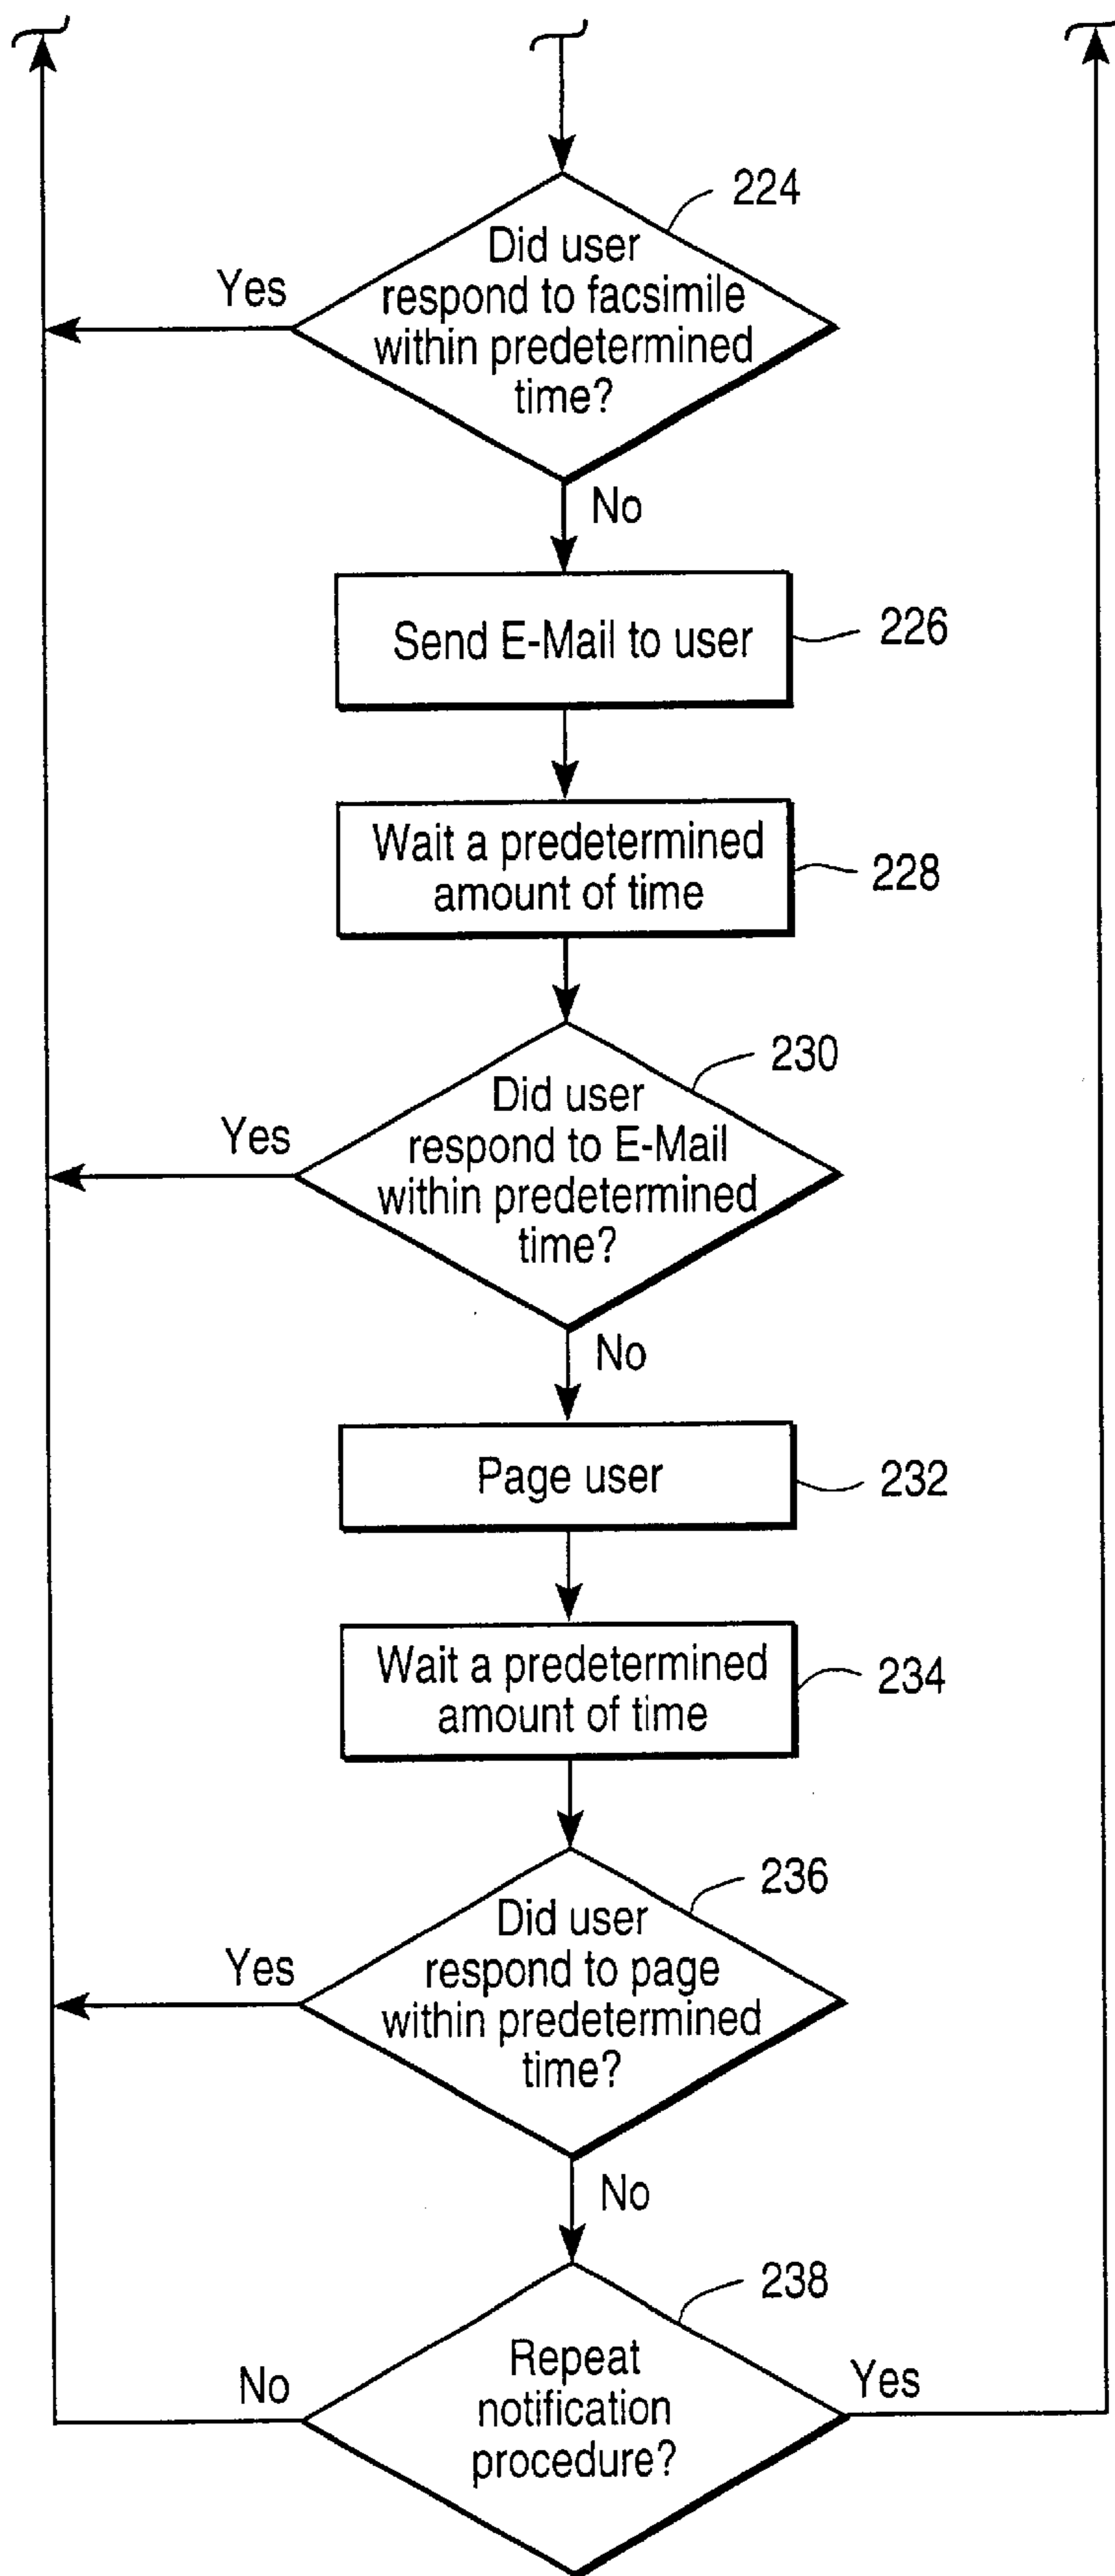 224
Did user
respond to facsimile
within predetermined
time?
Yes
No
Send E-Mail to user
226
Wait a predetermined
amount of time
228
230
Did user
respond to E-Mail
within predetermined
time?
Yes
No
Page user
232
Wait a predetermined
amount of time
234
236
Did user
respond to page
within predetermined
time?
Yes
No
238
Repeat
notification
procedure?
No
Yes